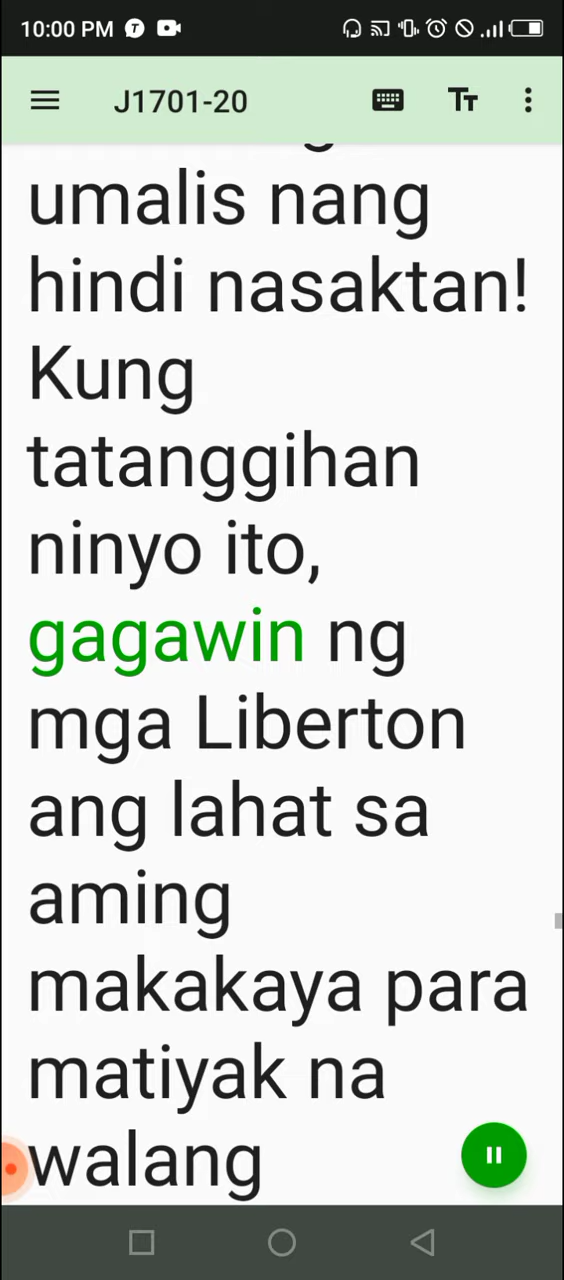 10:00 PM
J1701-20
umalis nang
hindi nasaktan!
Kung
tatanggihan
ninyo ito,
gagawin ng
mga Liberton
ang lahat sa
aming
makakaya para
matiyak na
walang